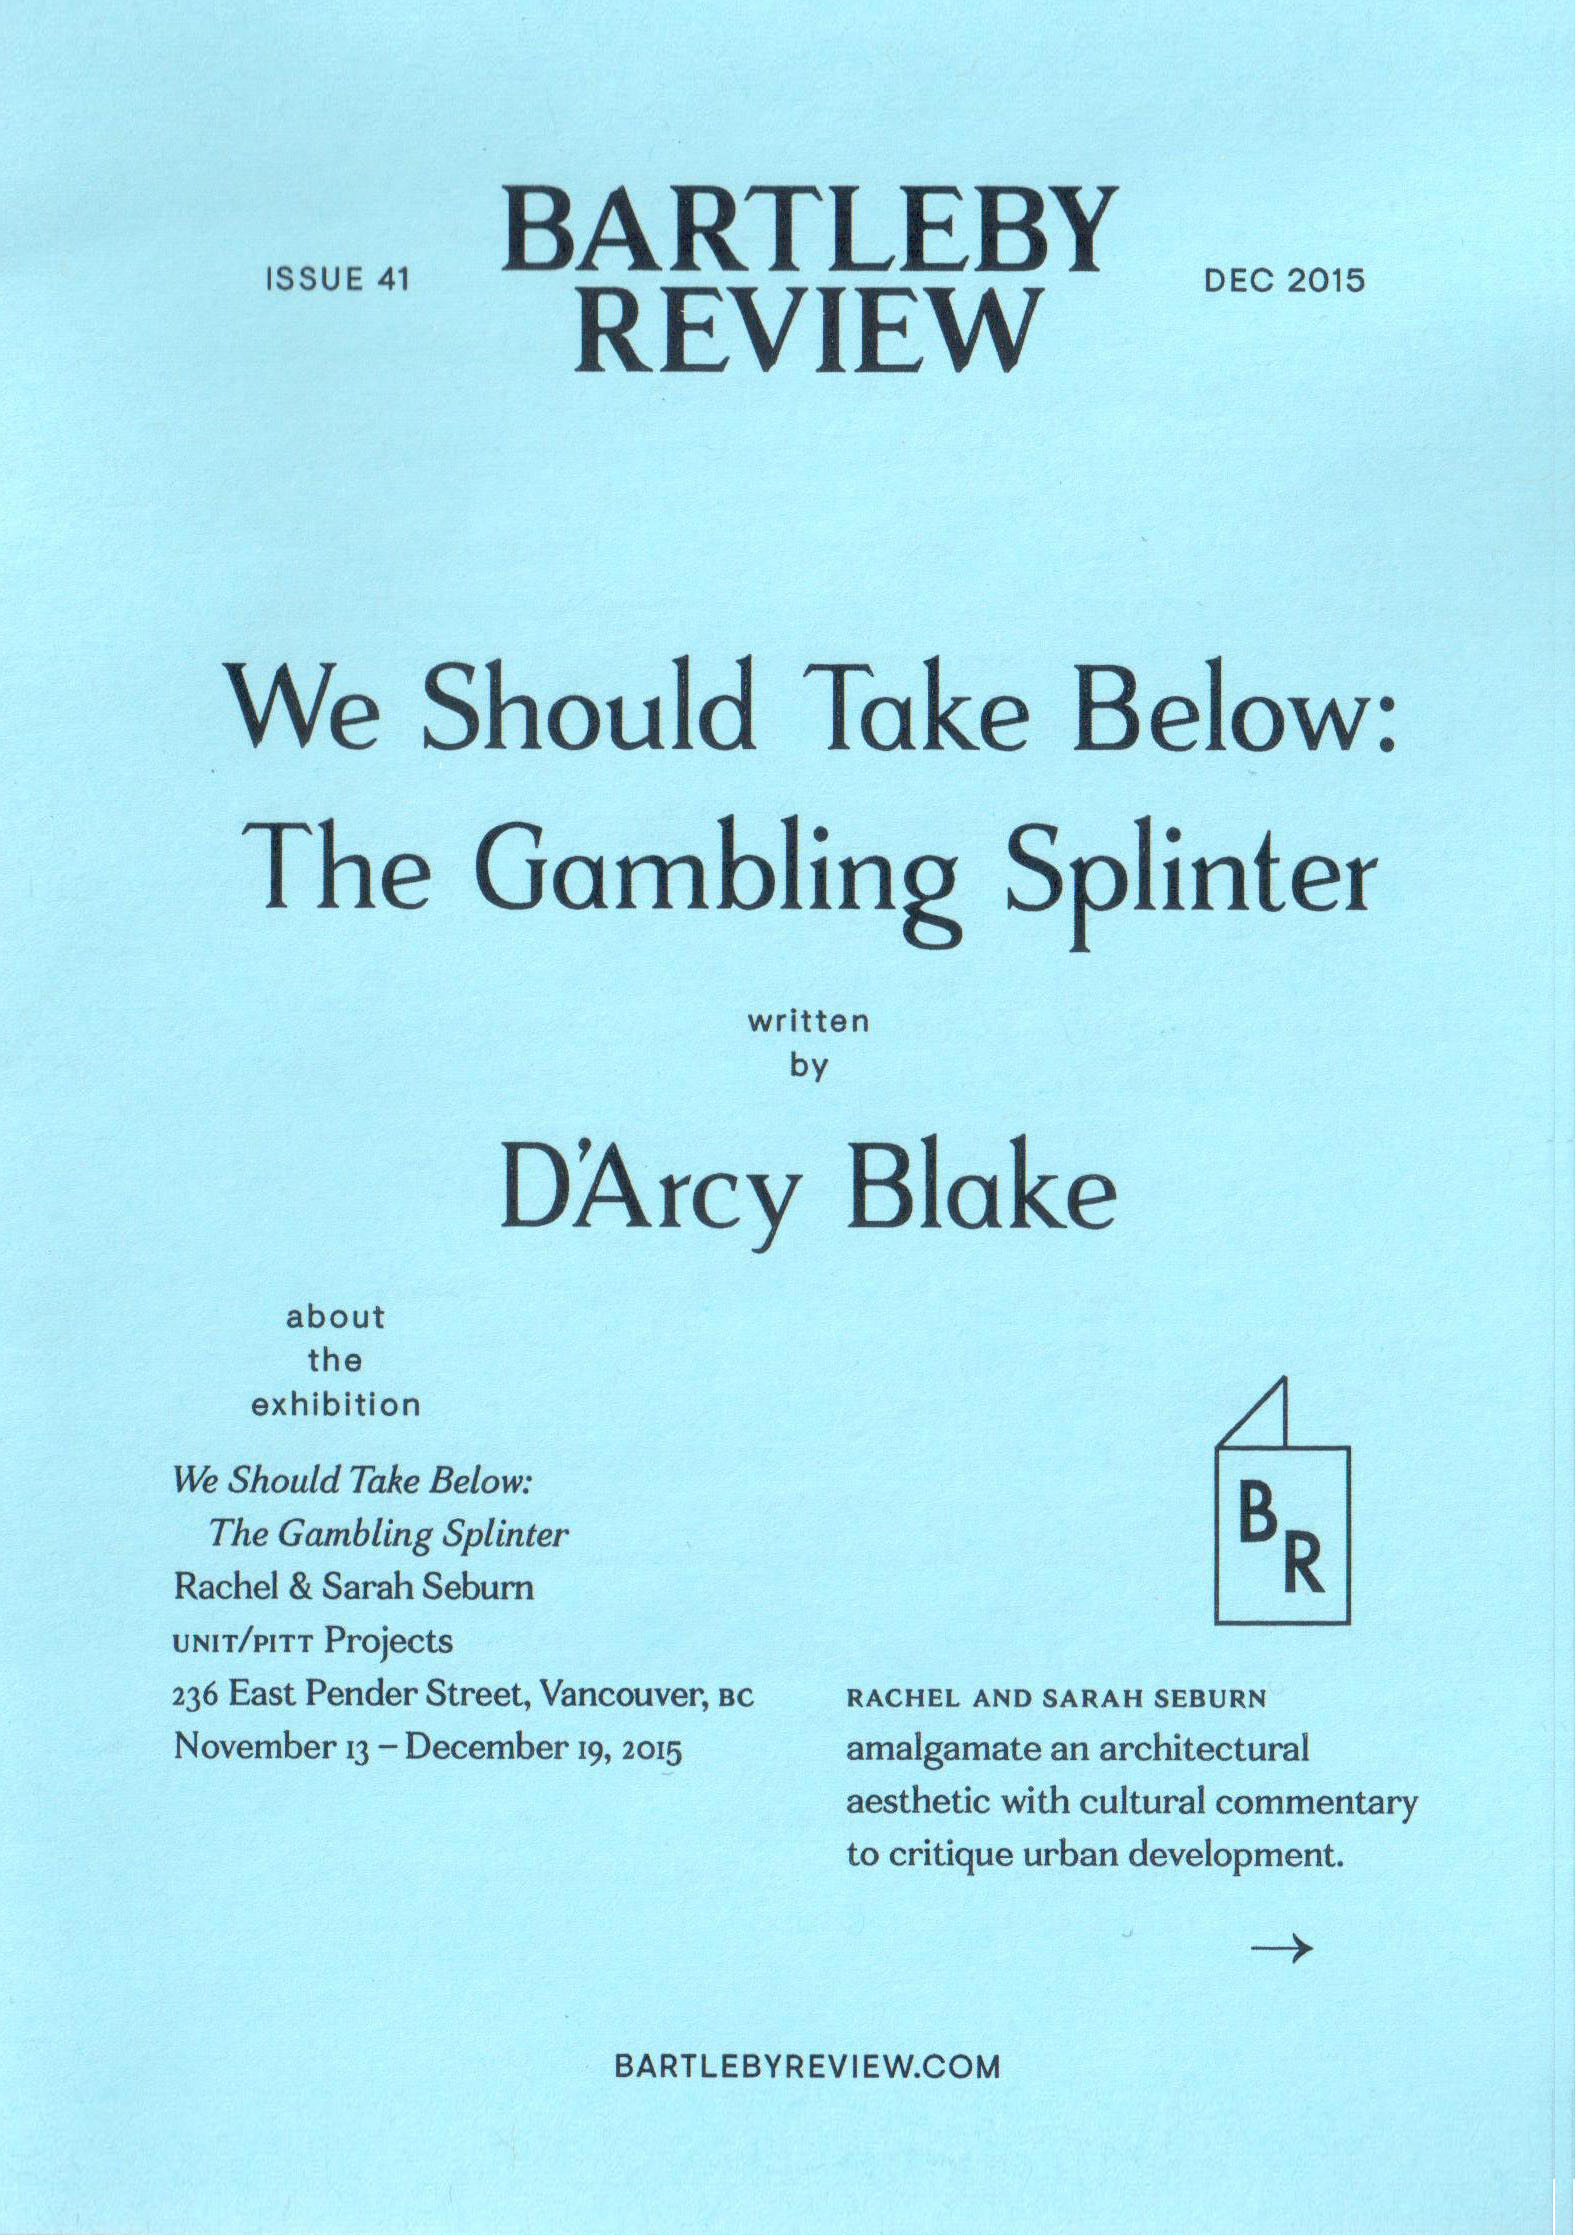 BARTLEBY
REVIEW
ISSUE 41
DEC 2015
We Should Take Below:
The Gambling Splinter
written
by
D’Arcy Blake
about
the
exhibition
We Should Take Below:
The Gambling Splinter
Rachel & Sarah Seburn
UNIT/PITT Projects
236 East Pender Street, Vancouver, BC
November 13 – December 19, 2015
B
R
RACHEL AND SARAH SEBURN
amalgamate an architectural
aesthetic with cultural commentary
to critique urban development.
→
BARTLEBYREVIEW.COM